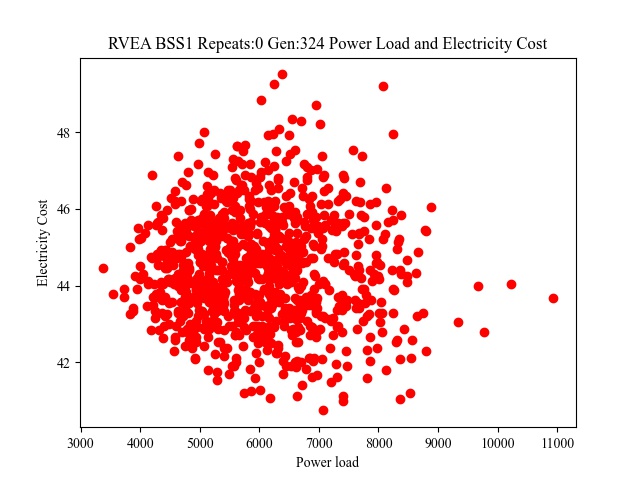 RVEA BSS1 Repeats:0 Gen:324 Power Load and Electricity Cost
Electricity Cost
48
46
44
42
3000 4000 5000 6000 7000 8000 9000 10000 11000
Power load